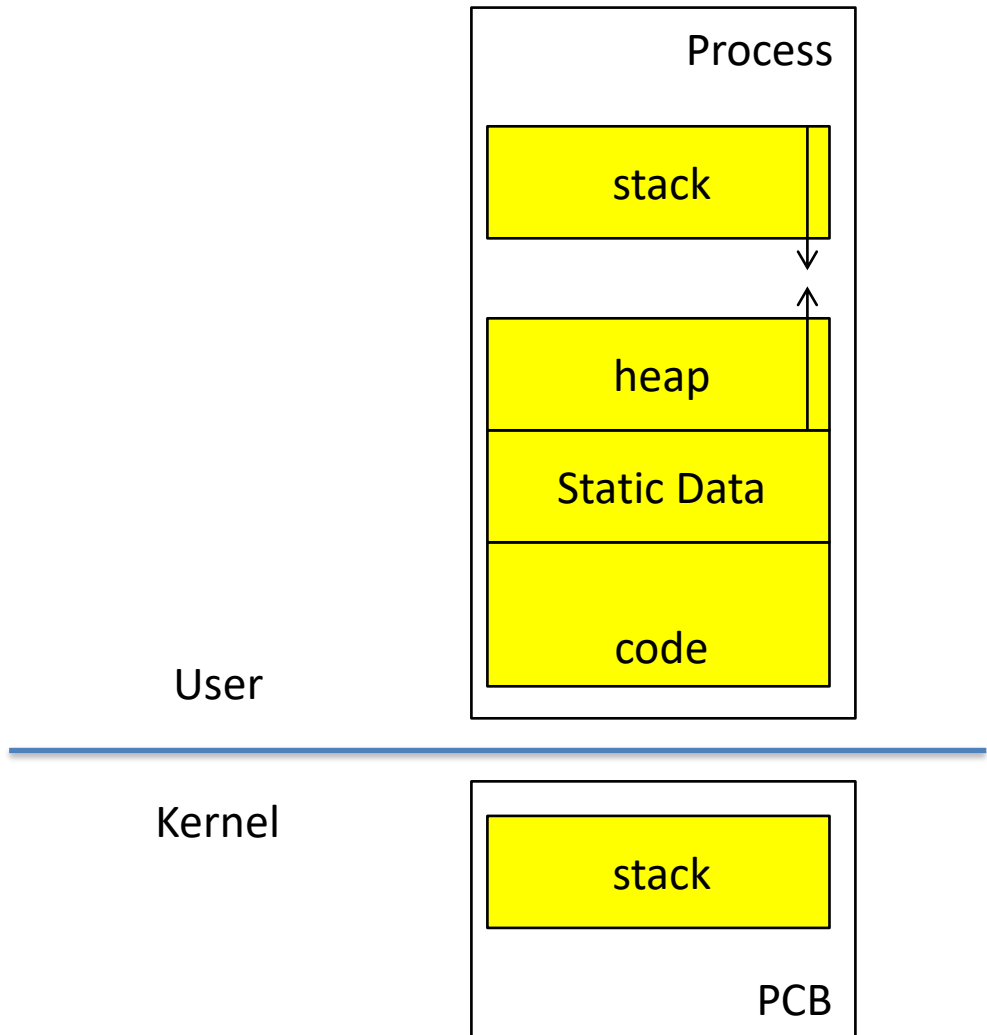 Process
stack
heap
Static Data
code
User
Kernel
stack
PCB